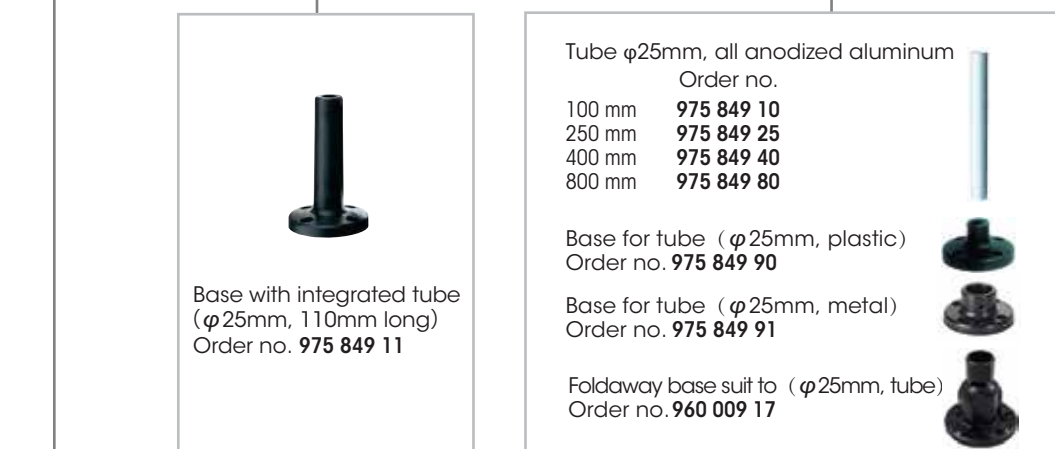 Base with integrated tube
(φ25mm, 110mm long)
Order no. 975 849 11
Tube φ25mm, all anodized aluminum
Order no.
100 mm 975 849 10
250 mm 975 849 25
400 mm 975 849 40
800 mm 975 849 80
Base for tube （φ25mm, plastic）
Order no. 975 849 90
Base for tube （φ25mm, metal）
Order no. 975 849 91
Foldaway base suit to （φ25mm, tube）
Order no. 960 009 17